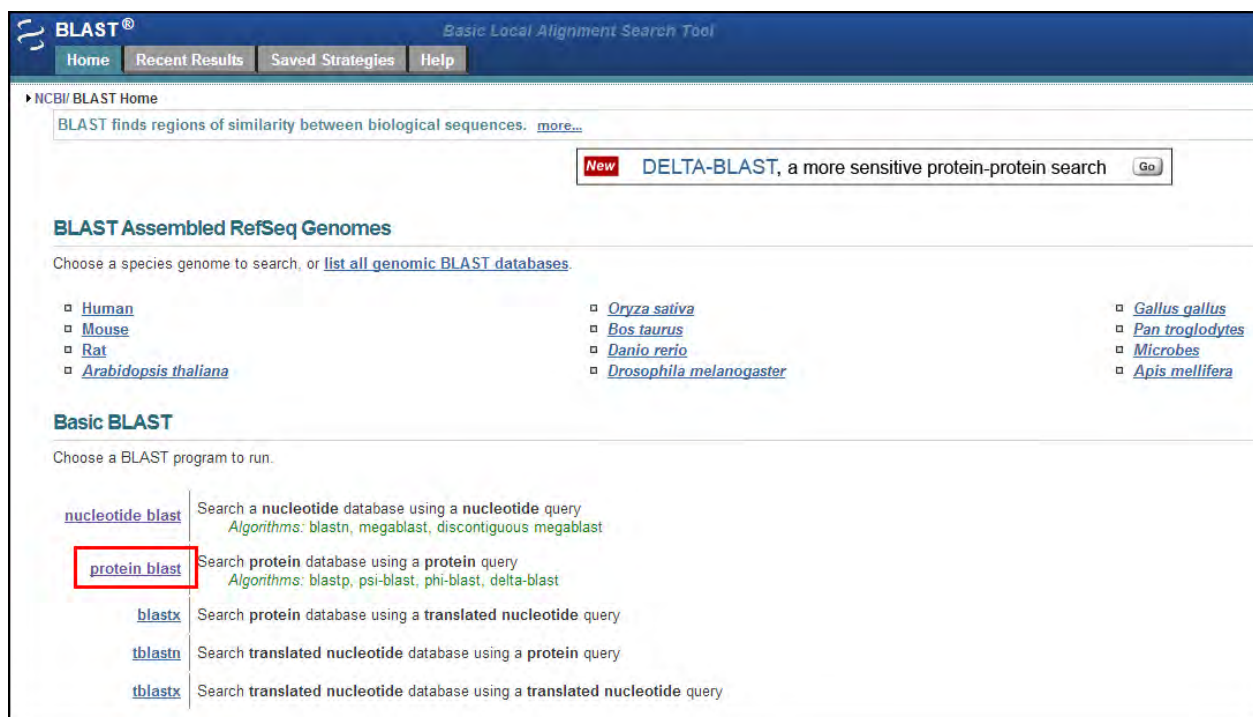 BLAST®
Basic Local Alignment Search Tool
Home Recent Results Saved Strategies Help
NCBI/ BLAST Home
BLAST finds regions of similarity between biological sequences. more...
New DELTA-BLAST, a more sensitive protein-protein search Go
BLAST Assembled RefSeq Genomes
Choose a species genome to search, or list all genomic BLAST databases.
Human Oryza sativa Gallus gallus
Mouse Bos taurus Pan troglodytes
Rat Danio rerio Microbes
Arabidopsis thaliana Drosophila melanogaster Apis mellifera
Basic BLAST
Choose a BLAST program to run.
nucleotide blast Search a nucleotide database using a nucleotide query
Algorithms: blastn, megablast, discontiguous megablast
protein blast Search protein database using a protein query
Algorithms: blastp, psi-blast, phi-blast, delta-blast
blastx Search protein database using a translated nucleotide query
tblastn Search translated nucleotide database using a protein query
tblastx Search translated nucleotide database using a translated nucleotide query